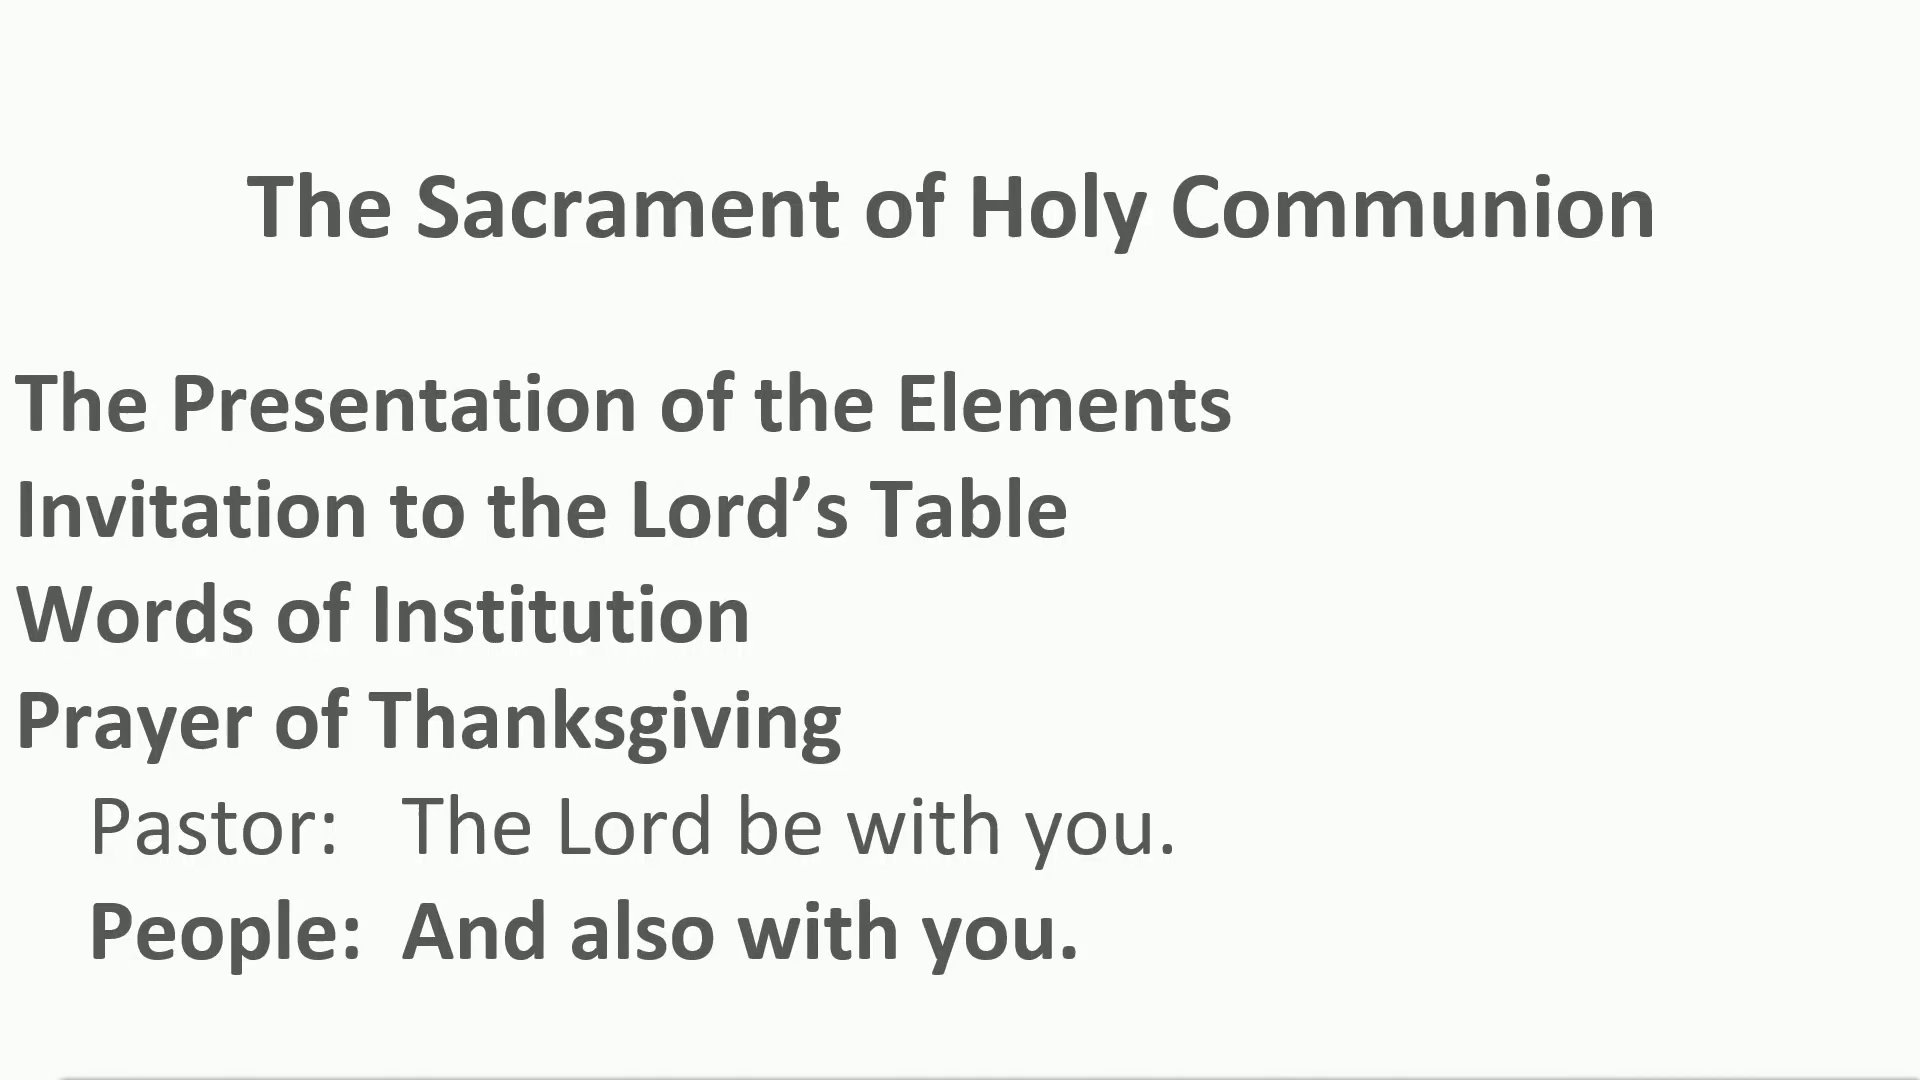 The Sacrament of Holy Communion
The Presentation of the Elements
Invitation to the Lord’s Table
Words of Institution
Prayer of Thanksgiving
Pastor: The Lord be with you.
People: And also with you.